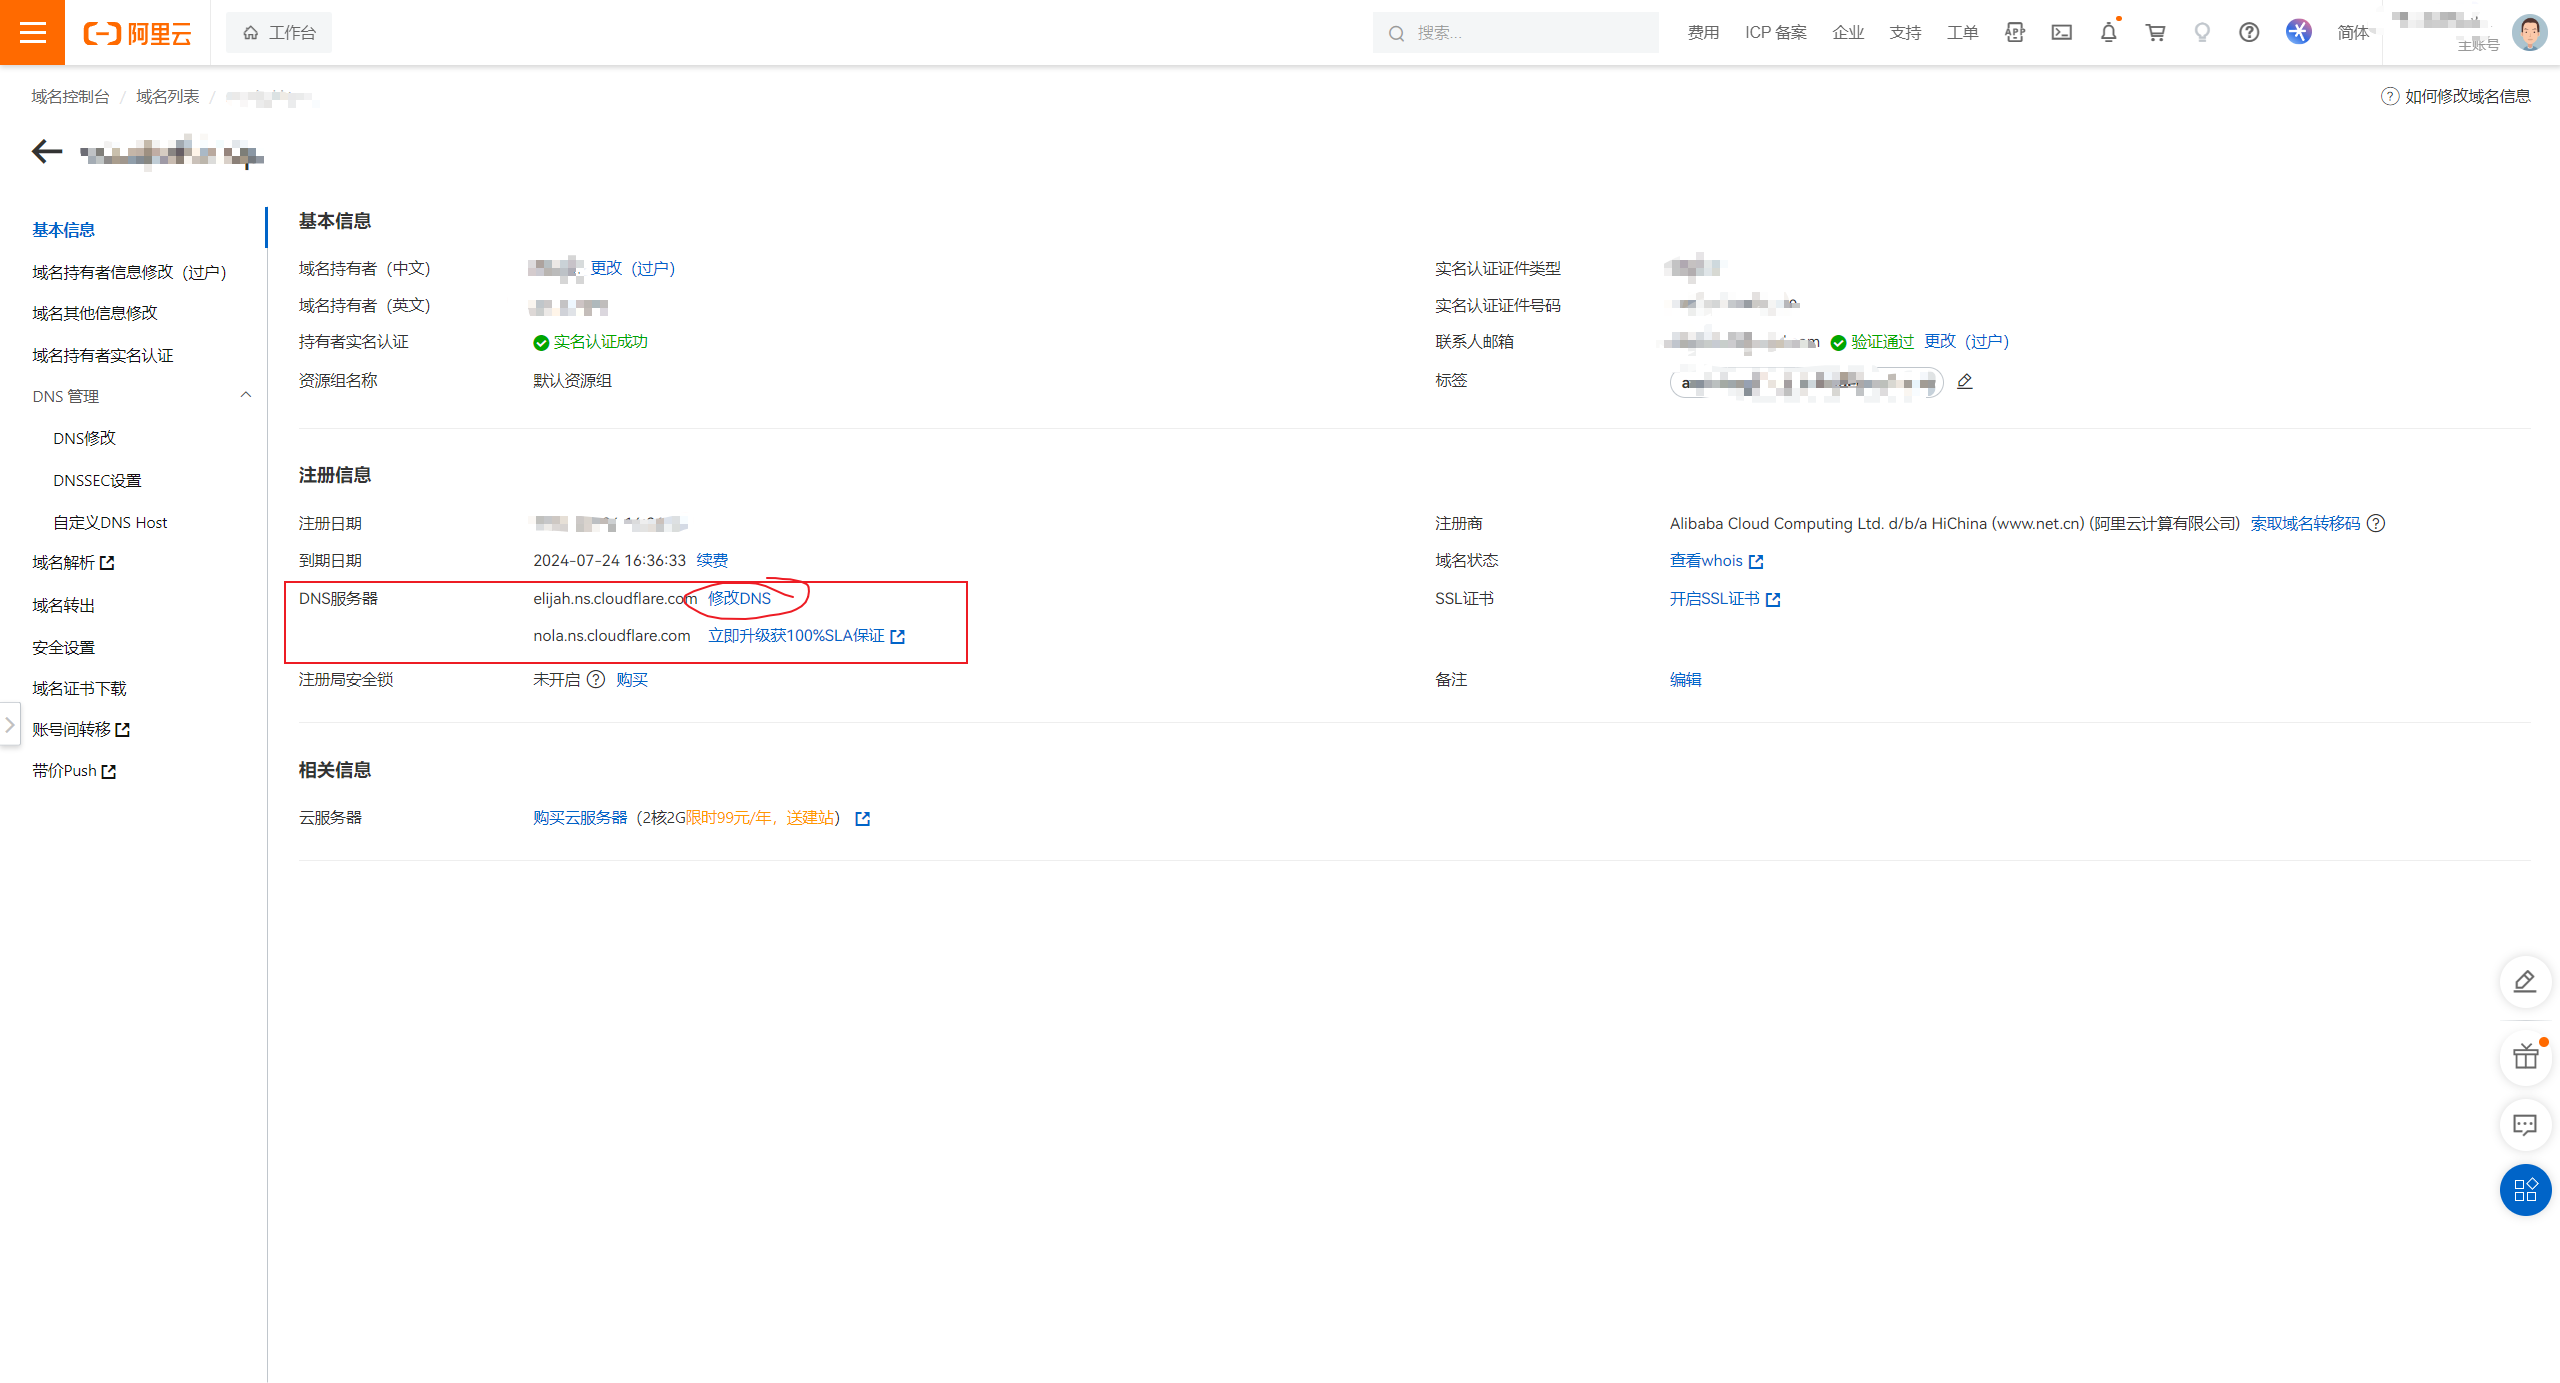 阿里云
工作台
搜索...
费用 ICP 备案 企业 支持 工单 简体
主账号
域名控制台 / 域名列表 /
如何修改域名信息
基本信息
域名持有者信息修改（过户）
域名其他信息修改
域名持有者实名认证
DNS 管理
DNS修改
DNSSEC设置
自定义DNS Host
域名解析
域名转出
安全设置
域名证书下载
账号间转移
带价Push
基本信息
域名持有者（中文） 更改（过户） 实名认证证件类型
域名持有者（英文） 实名认证证件号码
持有者实名认证 实名认证成功 联系人邮箱 验证通过 更改（过户）
资源组名称 默认资源组 标签
注册信息
注册日期 注册商 Alibaba Cloud Computing Ltd. d/b/a HiChina (www.net.cn) (阿里云计算有限公司) 索取域名转移码
到期日期 2024-07-24 16:36:33 续费 域名状态 查看whois
DNS服务器 elijah.ns.cloudflare.com 修改DNS SSL证书 开启SSL证书
nola.ns.cloudflare.com 立即升级获100%SLA保证
注册局安全锁 未开启 购买 备注 编辑
相关信息
云服务器 购买云服务器（2核2G限时99元/年，送建站）